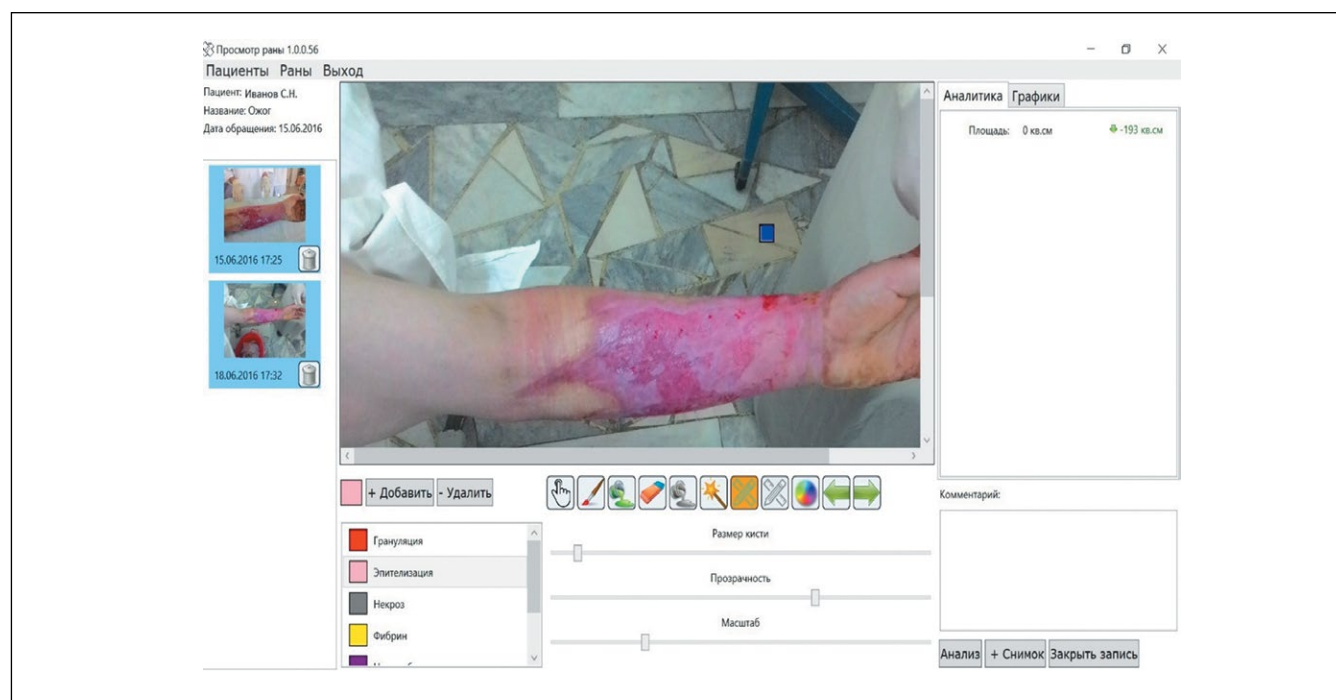 Просмотр раны 1.0.0.56
Пациенты Раны Выход
Пациент: Иванов С.Н.
Название: Ожог
Дата обращения: 15.06.2016
15.06.2016 17:25
18.06.2016 17:32
Аналитика Графики
Площадь: 0 кв.см -193 кв.см
+ Добавить - Удалить
Грануляция
Эпителизация
Некроз
Фибрин
Размер кисти
Прозрачность
Масштаб
Комментарий:
Анализ + Снимок Закрыть запись